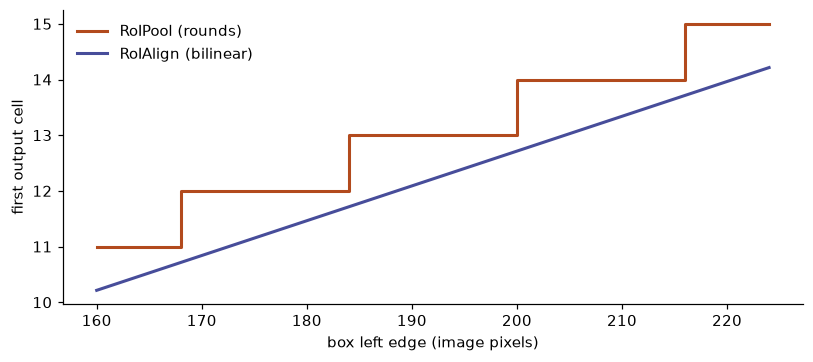 RoIPool (rounds)
RoIAlign (bilinear)
first output cell
15
14
13
12
11
10
160 170 180 190 200 210 220
box left edge (image pixels)